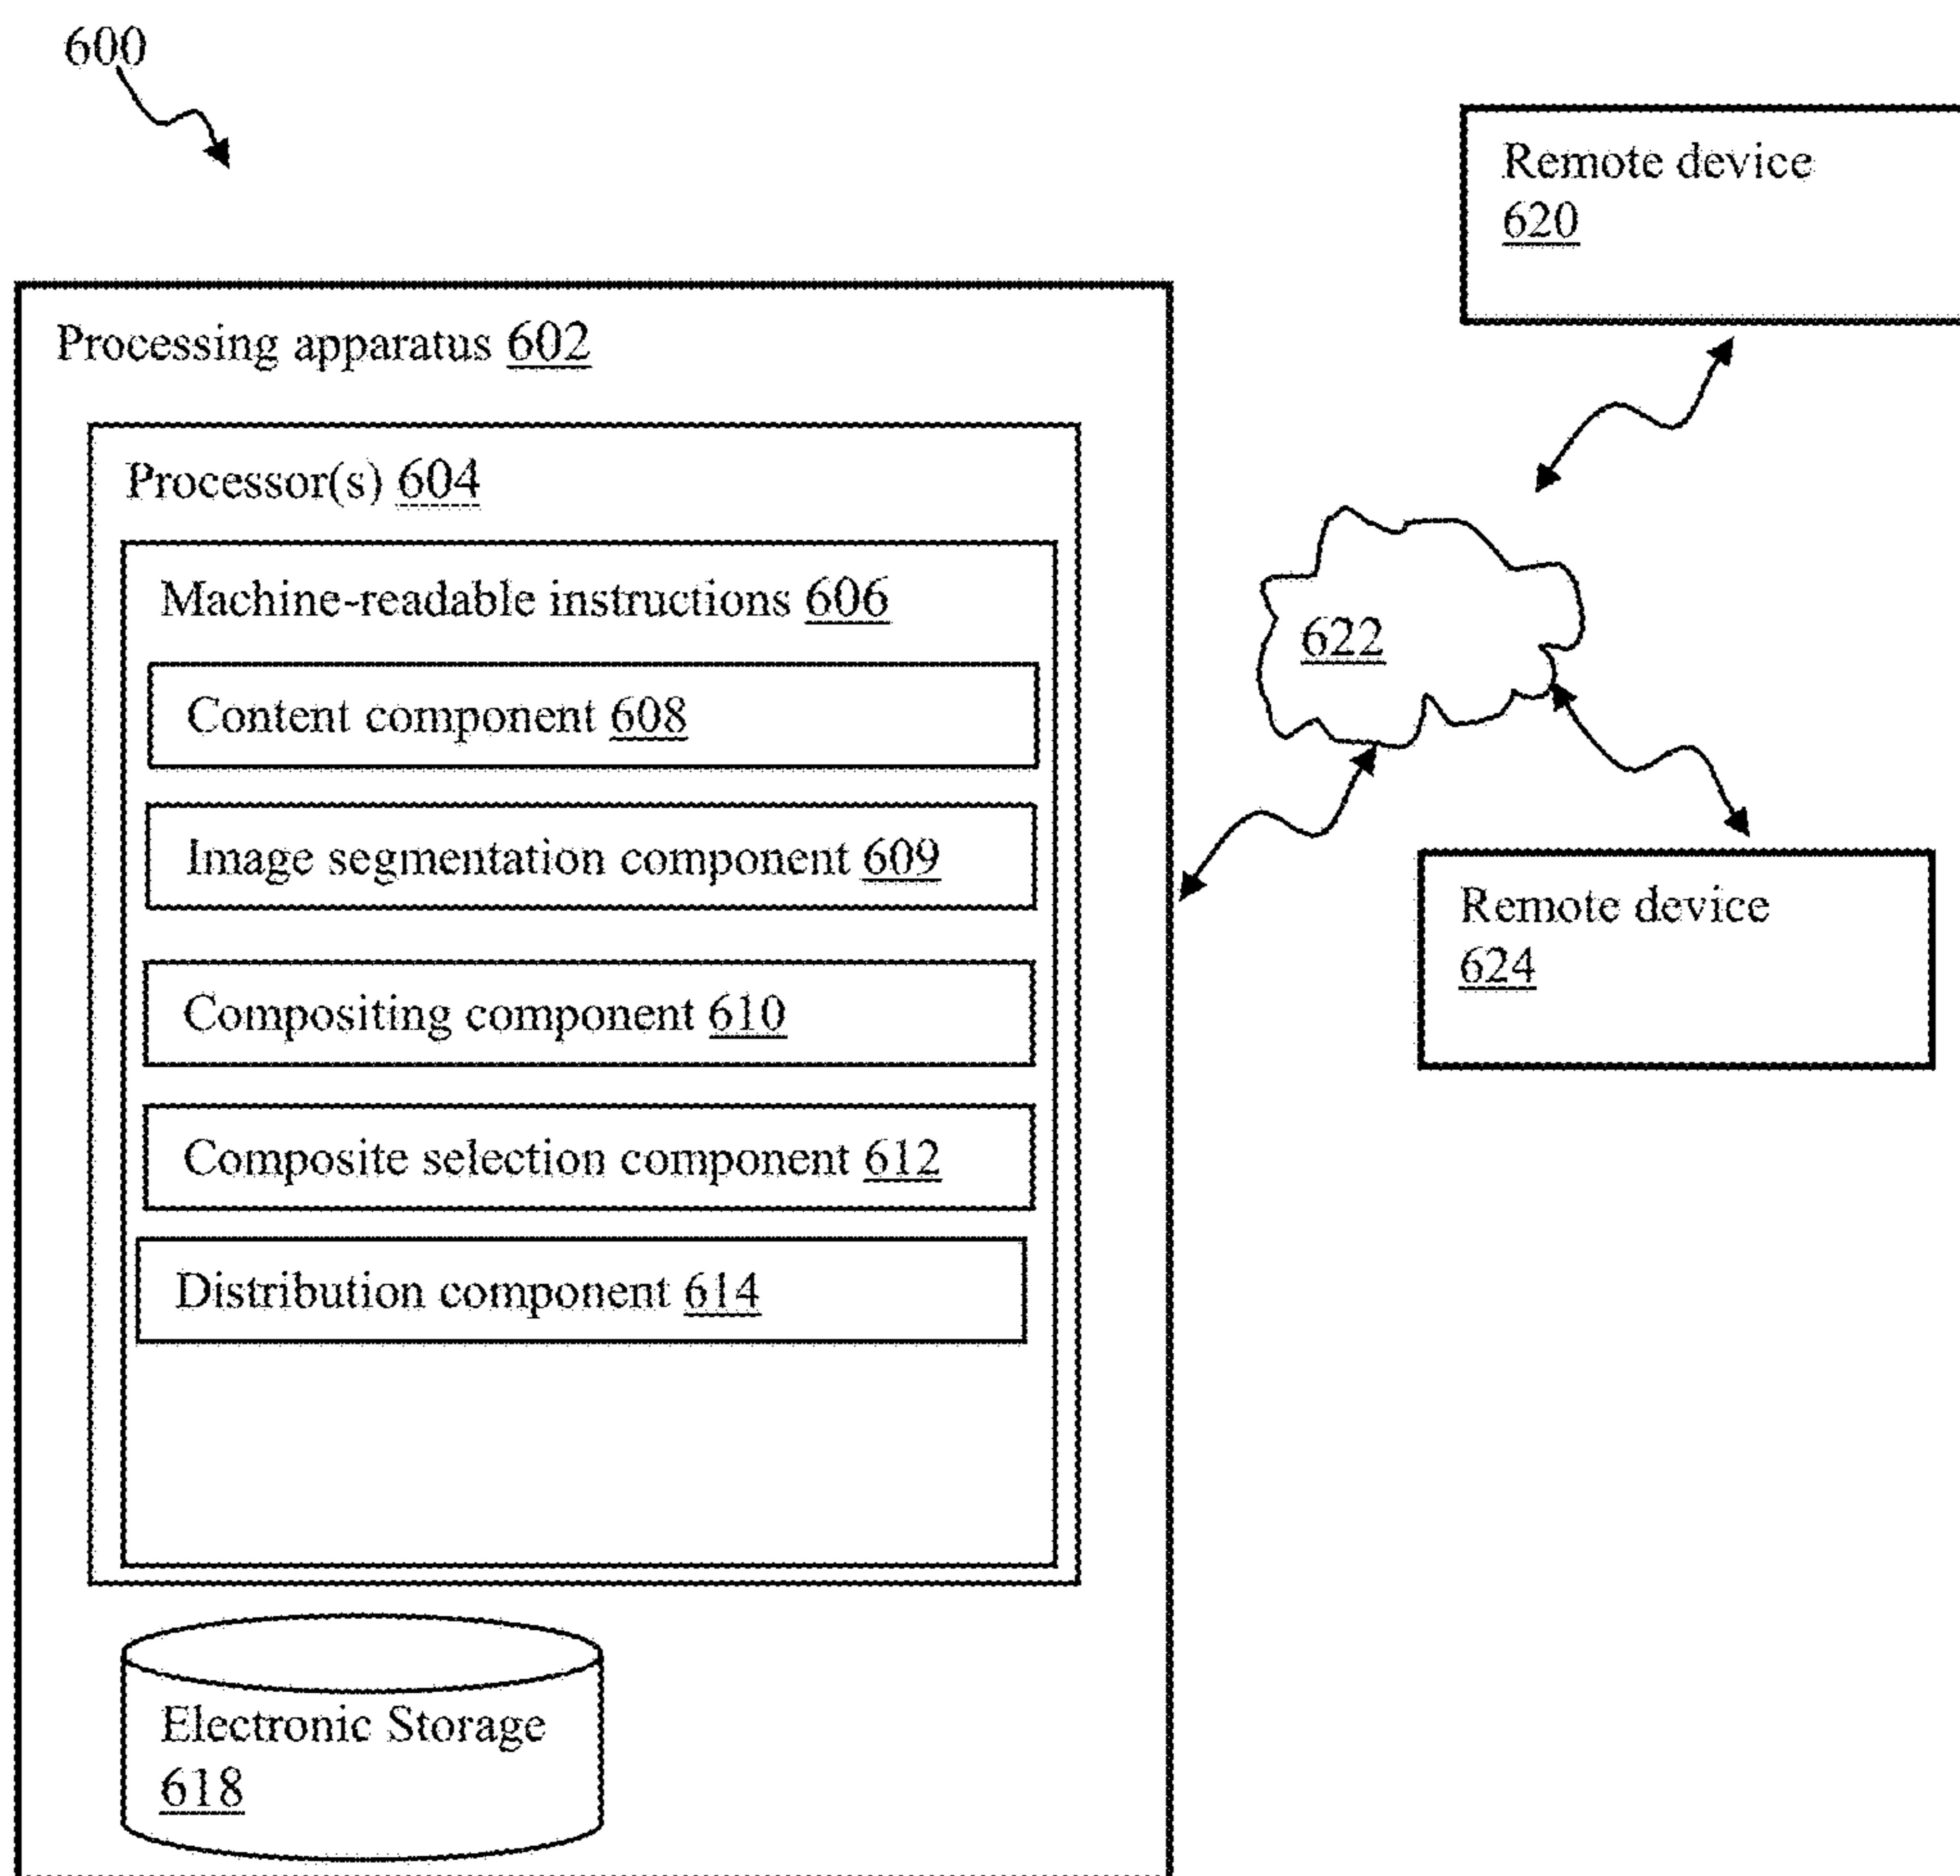 600
Remote device
620
Processing apparatus 602
Processor(s) 604
Machine-readable instructions 606
622
Content component 608
Image segmentation component 609
Remote device
624
Compositing component 610
Composite selection component 612
Distribution component 614
Electronic Storage
618